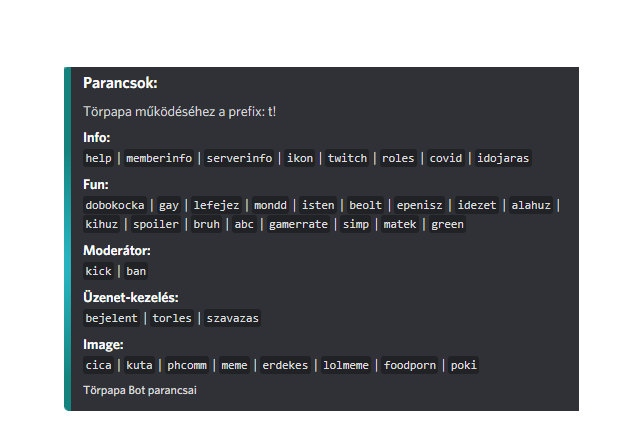 Parancsok:
Törpapa működéséhez a prefix: t!
Info:
help | memberinfo | serverinfo | ikon | twitch | roles | covid | idojaras
Fun:
dobokocka | gay | lefejez | mondd | isten | beolt | epenisz | idezet | alahuz |
kihuz | spoiler | bruh | abc | gamerrate | simp | matek | green
Moderátor:
kick | ban
Üzenet-kezelés:
bejelent | torles | szavazas
Image:
cica | kuta | phcomm | meme | erdekes | lolmeme | foodporn | poki
Törpapa Bot parancsai